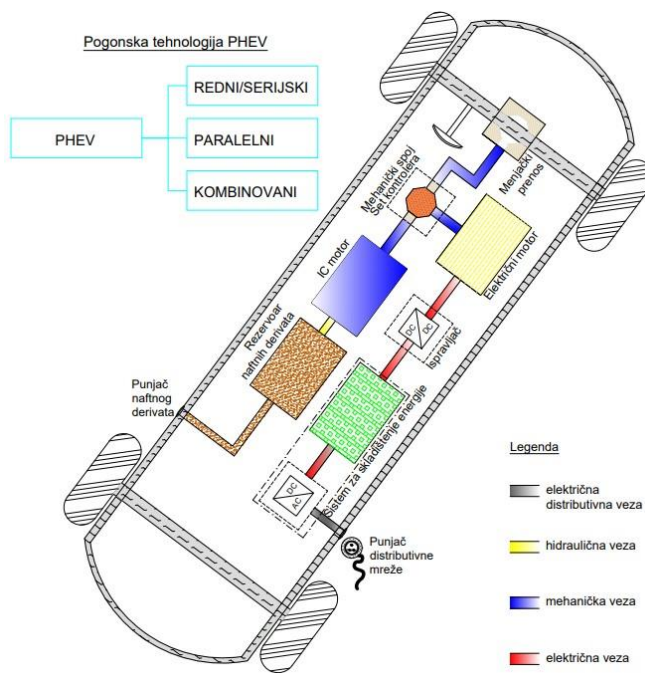 Pogonska tehnologija PHEV
REDNI/SERIJSKI
PHEV
PARALELNI
KOMBINOVANI
Menjački
prenos
Mehanički spoj
Set kontrolera
IC motor
Električni motor
Rezervoar
naftnih derivata
DC
DC
Ispravljač
Punjač
naftnog
derivata
Sistem za skladištenje energije
DC
AC
Punjač
distributivne
mreže
Legenda
električna
distributivna veza
hidraulična veza
mehanička veza
električna veza